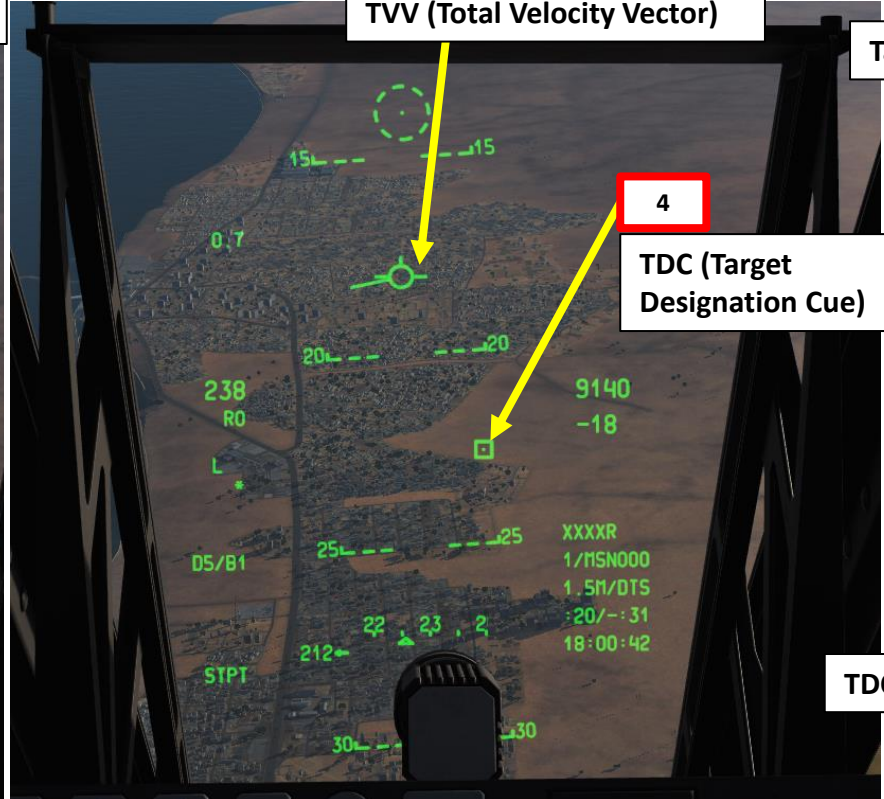 TVV (Total Velocity Vector)
15 15
4
0.7
TDC (Target
Designation Cue)
20 20
238 9140
RO -18
L
*
25 25
XXXXR
D5/B1 1/MSN000
1.5M/DTS
:20/-:31
22 23 2
18:00:42
212
STPT
TD
30 30